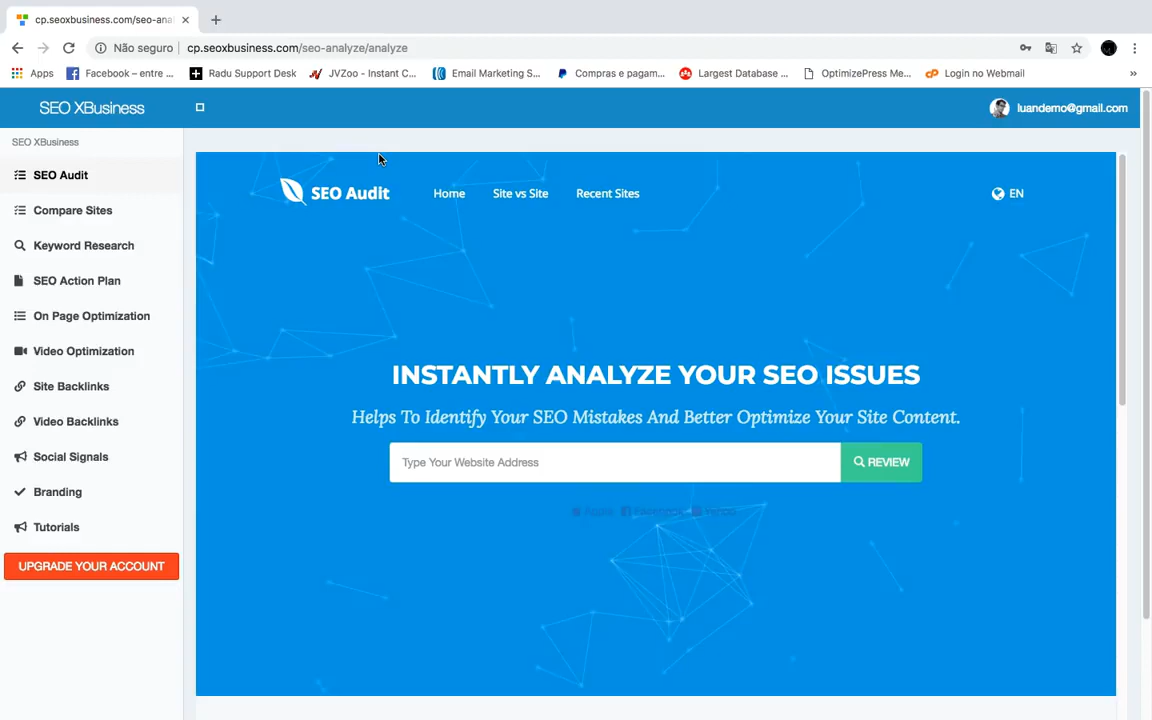 cp.seoxbusiness.com/seo-anal
Não seguro cp.seoxbusiness.com/seo-analyze/analyze
Apps Facebook – entre ... Radu Support Desk JVZoo - Instant C... Email Marketing S... Compras e pagam... Largest Database ... OptimizePress Me... Login no Webmail »
SEO XBusiness
luandemo@gmail.com
SEO XBusiness
SEO Audit
Compare Sites
Keyword Research
SEO Action Plan
On Page Optimization
Video Optimization
Site Backlinks
Video Backlinks
Social Signals
Branding
Tutorials
UPGRADE YOUR ACCOUNT
SEO Audit Home Site vs Site Recent Sites EN
INSTANTLY ANALYZE YOUR SEO ISSUES
Helps To Identify Your SEO Mistakes And Better Optimize Your Site Content.
Type Your Website Address REVIEW
Apple Facebook Yahoo